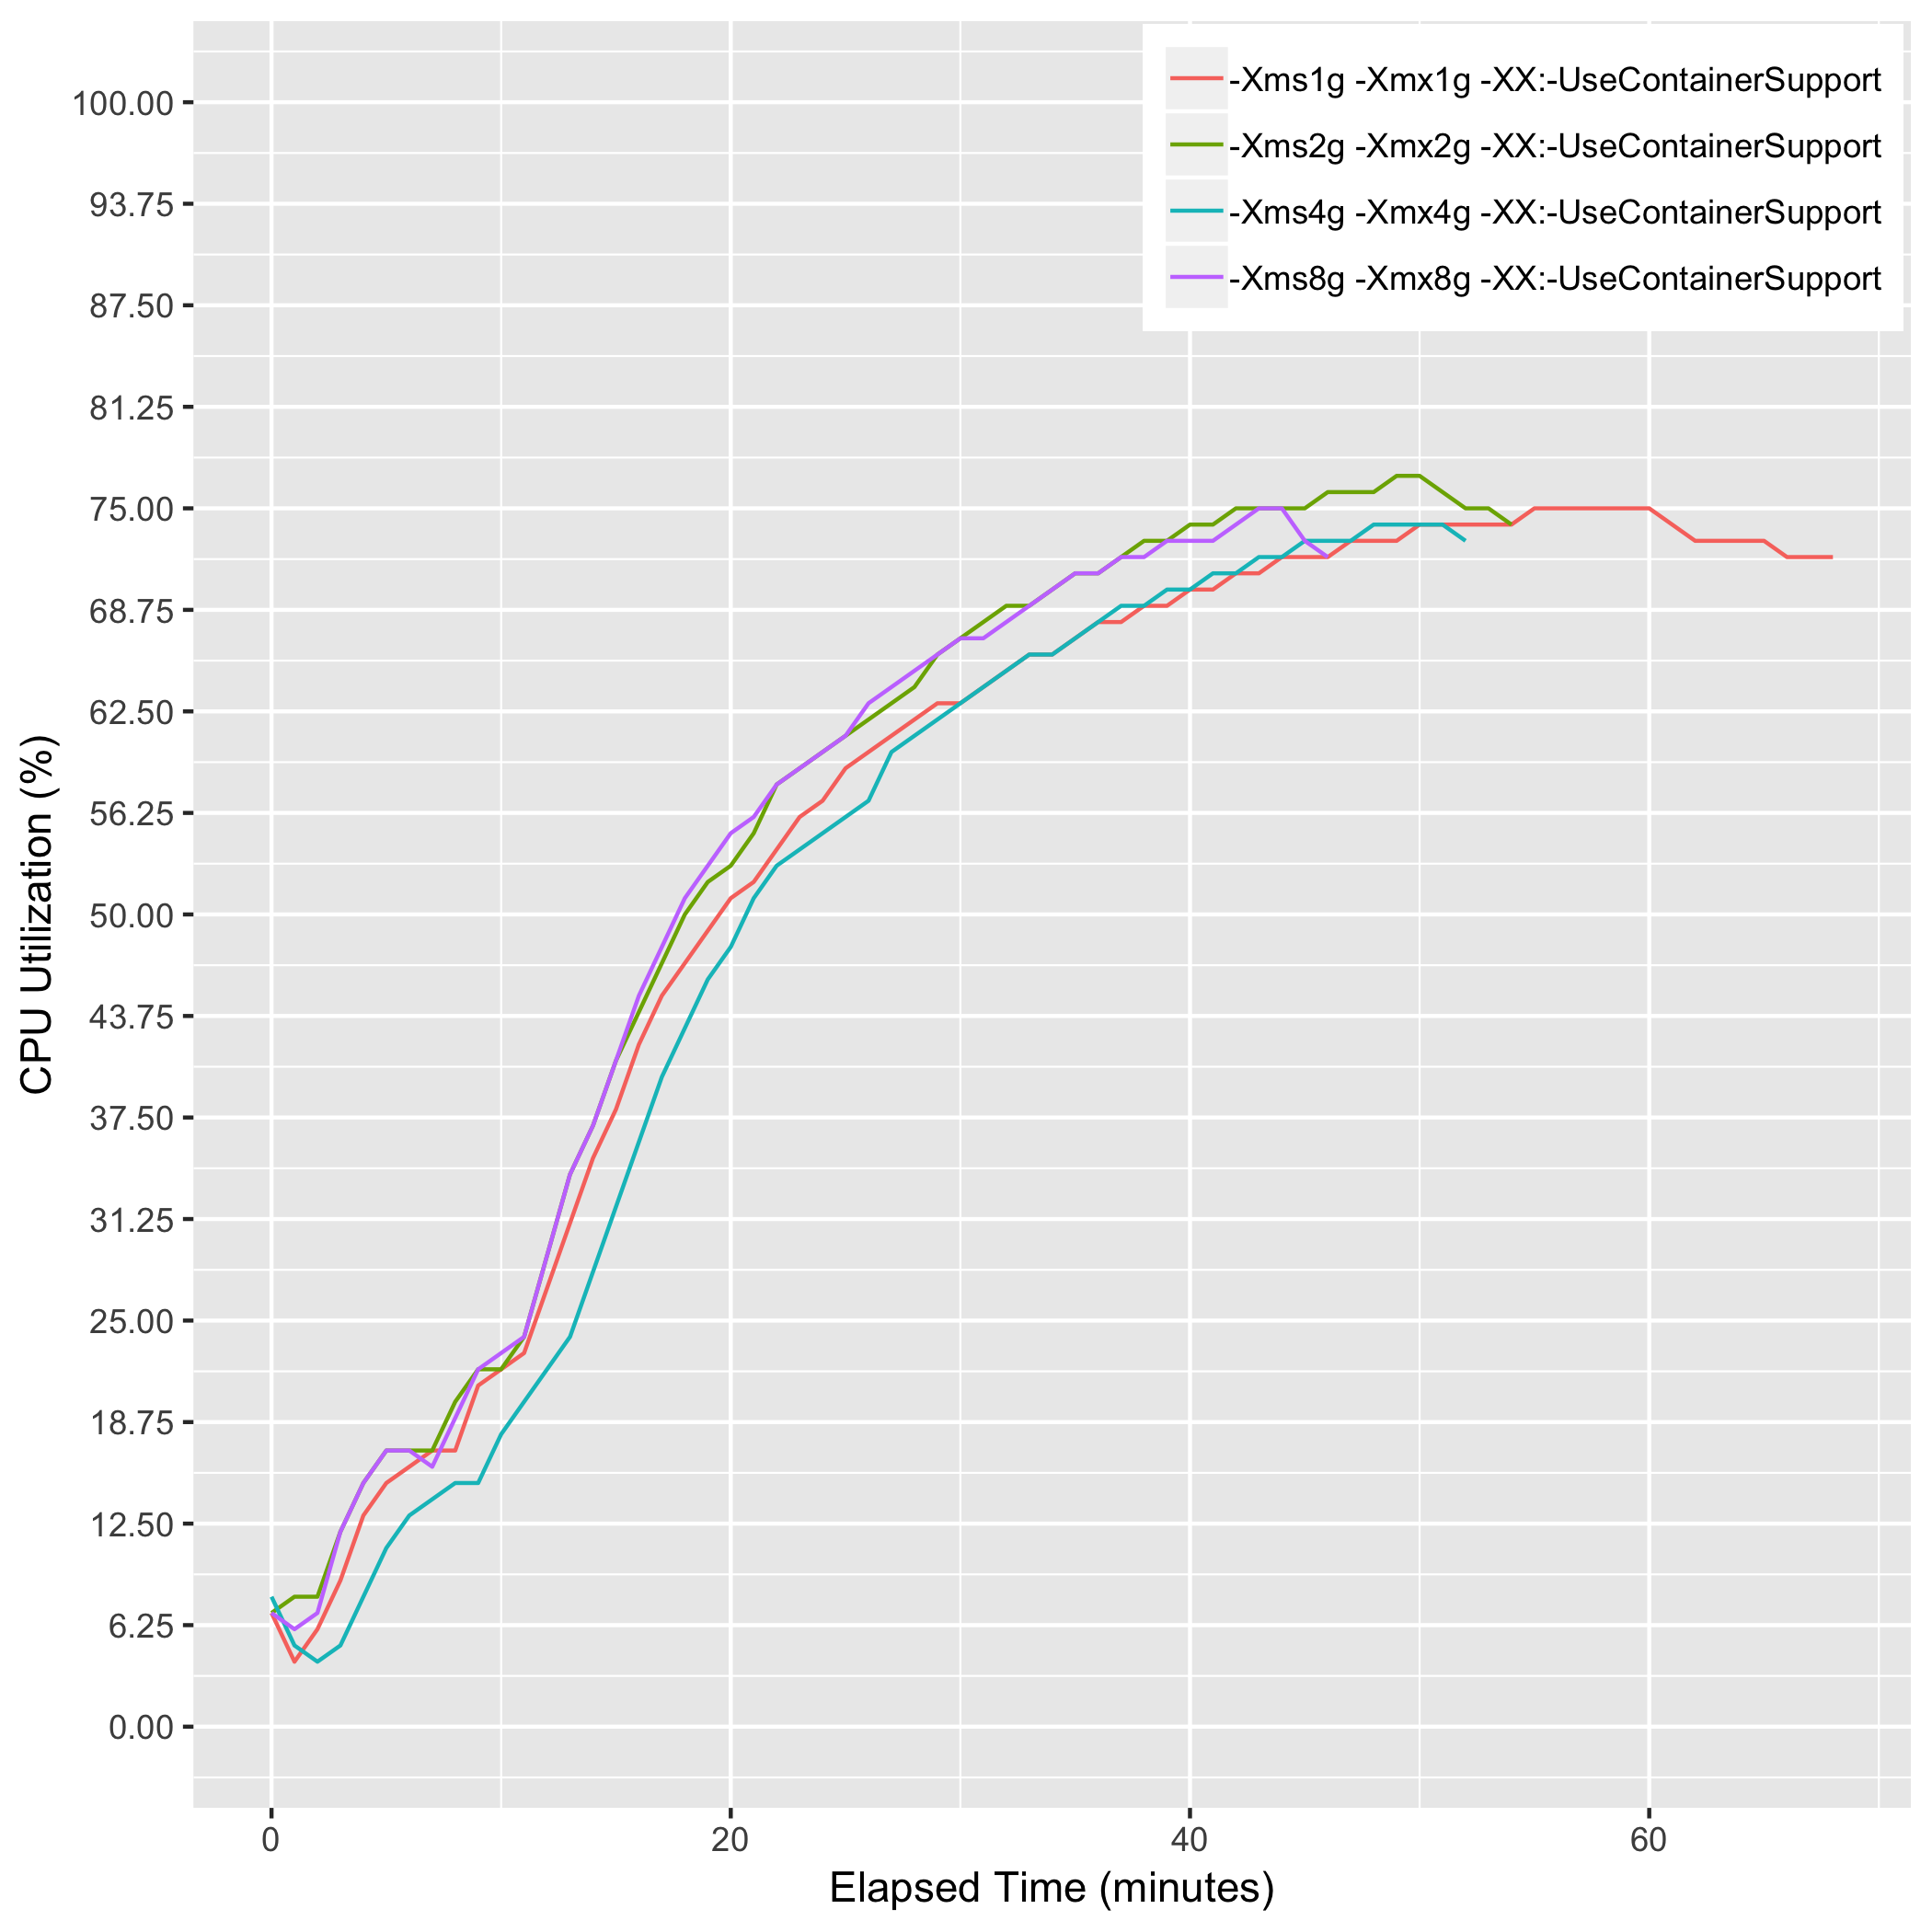 -Xms1g -Xmx1g -XX:-UseContainerSupport
-Xms2g -Xmx2g -XX:-UseContainerSupport
-Xms4g -Xmx4g -XX:-UseContainerSupport
-Xms8g -Xmx8g -XX:-UseContainerSupport
100.00
93.75
87.50
81.25
75.00
68.75
62.50
56.25
50.00
43.75
37.50
31.25
25.00
18.75
12.50
6.25
0.00
CPU Utilization (%)
0 20 40 60
Elapsed Time (minutes)